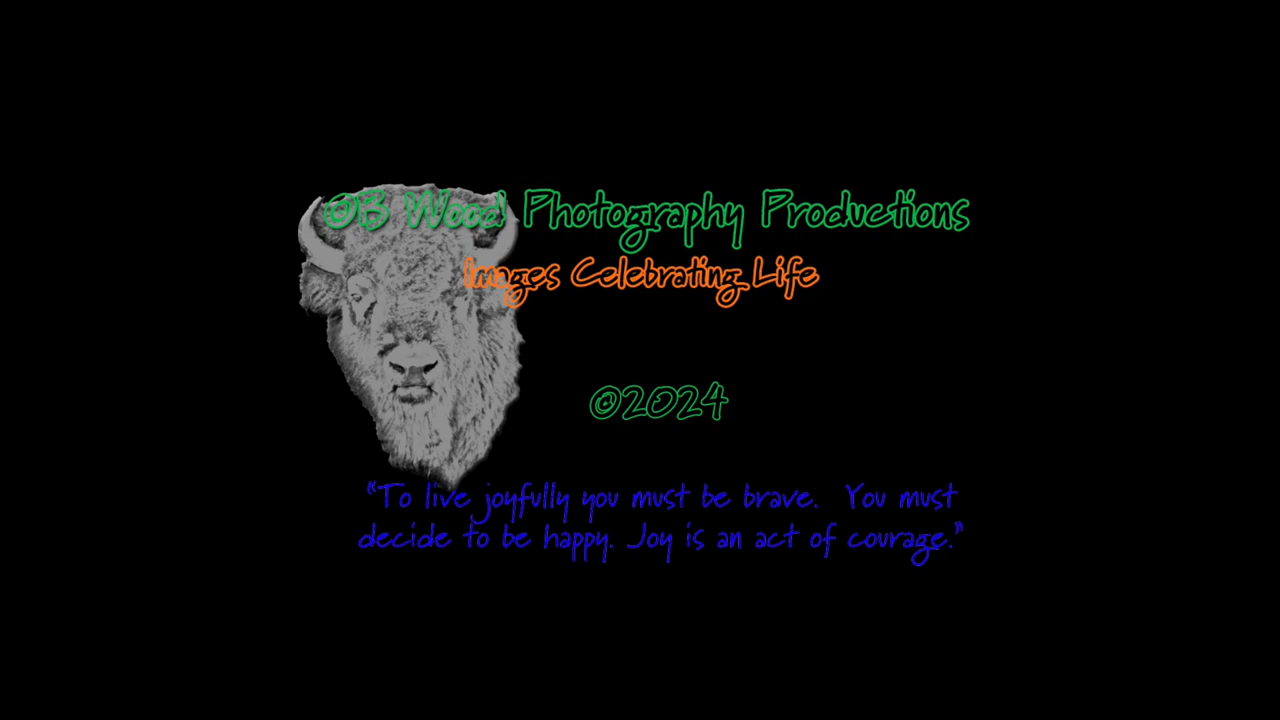 ©B Wood Photography Productions
Images Celebrating Life
©2024
"To live joyfully you must be brave. You must
decide to be happy. Joy is an act of courage."